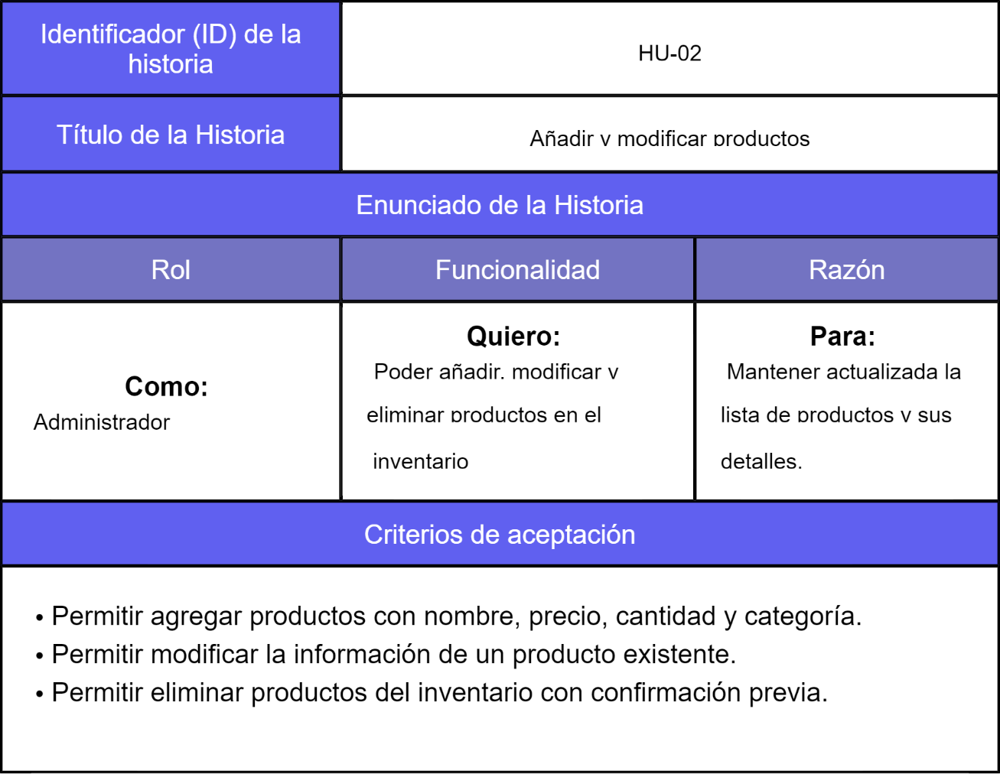 Identificador (ID) de la
historia
HU-02
Título de la Historia
Añadir y modificar productos
Enunciado de la Historia
Rol
Funcionalidad
Razón
Como:
Administrador
Quiero:
Poder añadir, modificar y
eliminar productos en el
inventario
Para:
Mantener actualizada la
lista de productos y sus
detalles.
Criterios de aceptación
• Permitir agregar productos con nombre, precio, cantidad y categoría.
• Permitir modificar la información de un producto existente.
• Permitir eliminar productos del inventario con confirmación previa.